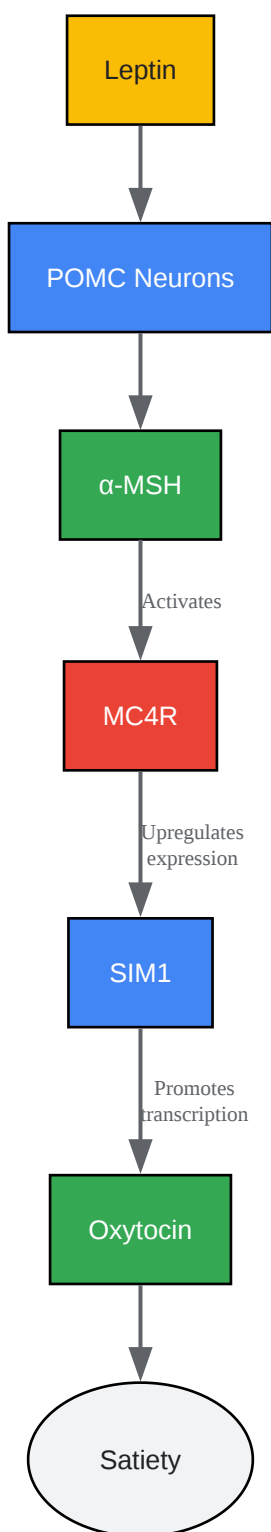 Leptin
POMC Neurons
α-MSH
Activates
MC4R
Upregulates
expression
SIM1
Promotes
transcription
Oxytocin
Satiety